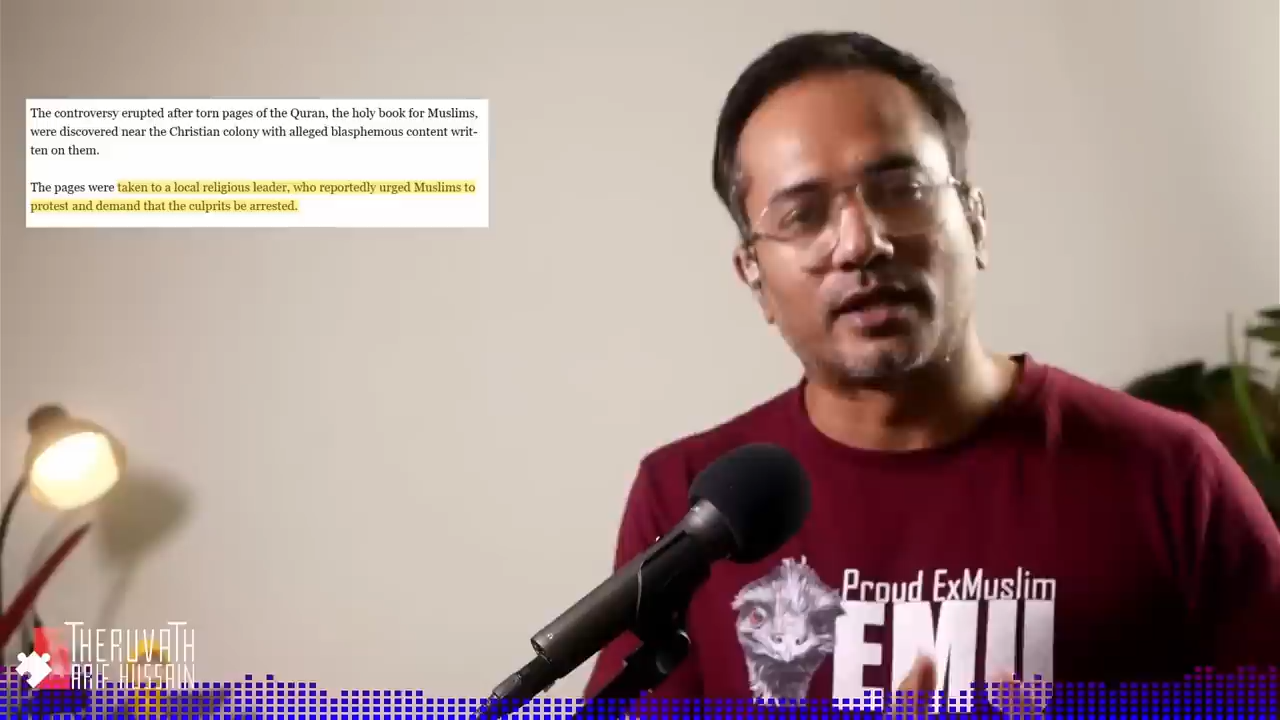 The controversy erupted after torn pages of the Quran, the holy book for Muslims,
were discovered near the Christian colony with alleged blasphemous content writ-
ten on them.
The pages were taken to a local religious leader, who reportedly urged Muslims to
protest and demand that the culprits be arrested.
Proud ExMuslim
EMU
THERUVATH
ARIF HUSSAIN